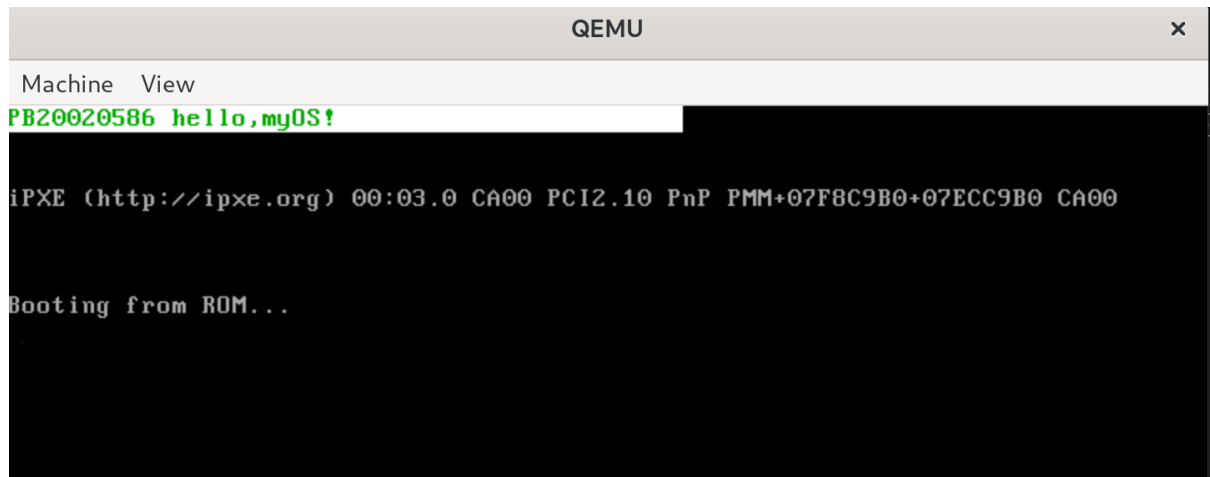 QEMU
×
Machine View
PB20020586 hello,myOS!
iPXE (http://ipxe.org) 00:03.0 CA00 PCI2.10 PnP PMM+07F8C9B0+07ECC9B0 CA00
Booting from ROM...